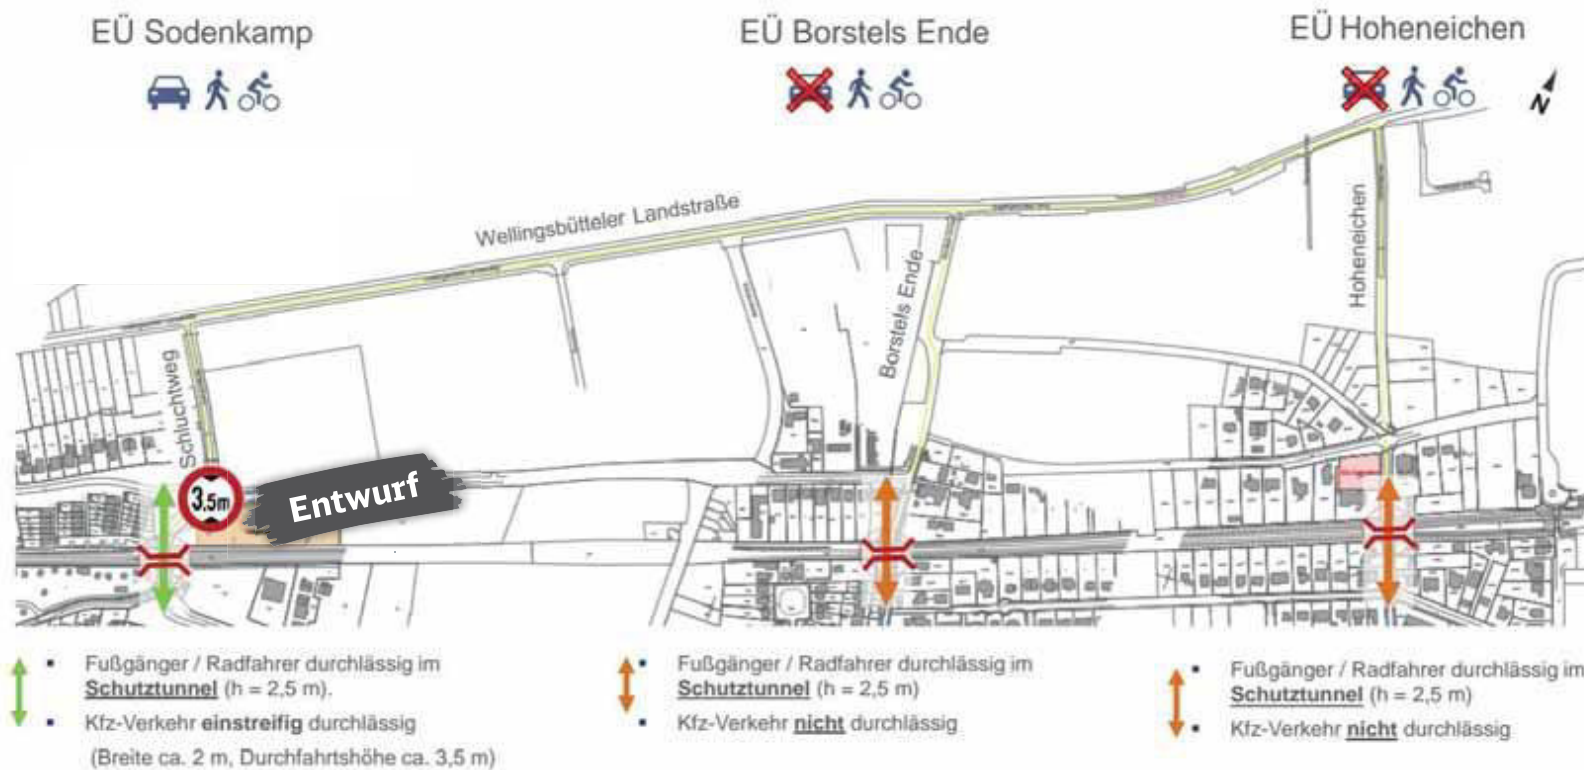 EÜ Sodenkamp
EÜ Borstels Ende
EÜ Hoheneichen
N
Wellingsbütteler Landstraße
Schluchtweg
Borstels Ende
Hoheneichen
3.5m
Entwurf
▪ Fußgänger / Radfahrer durchlässig im
Schutztunnel (h = 2,5 m).
▪ Kfz-Verkehr einstreifig durchlässig
(Breite ca. 2 m, Durchfahrtshöhe ca. 3,5 m)
▪ Fußgänger / Radfahrer durchlässig im
Schutztunnel (h = 2,5 m)
▪ Kfz-Verkehr nicht durchlässig
▪ Fußgänger / Radfahrer durchlässig im
Schutztunnel (h = 2,5 m)
▪ Kfz-Verkehr nicht durchlässig